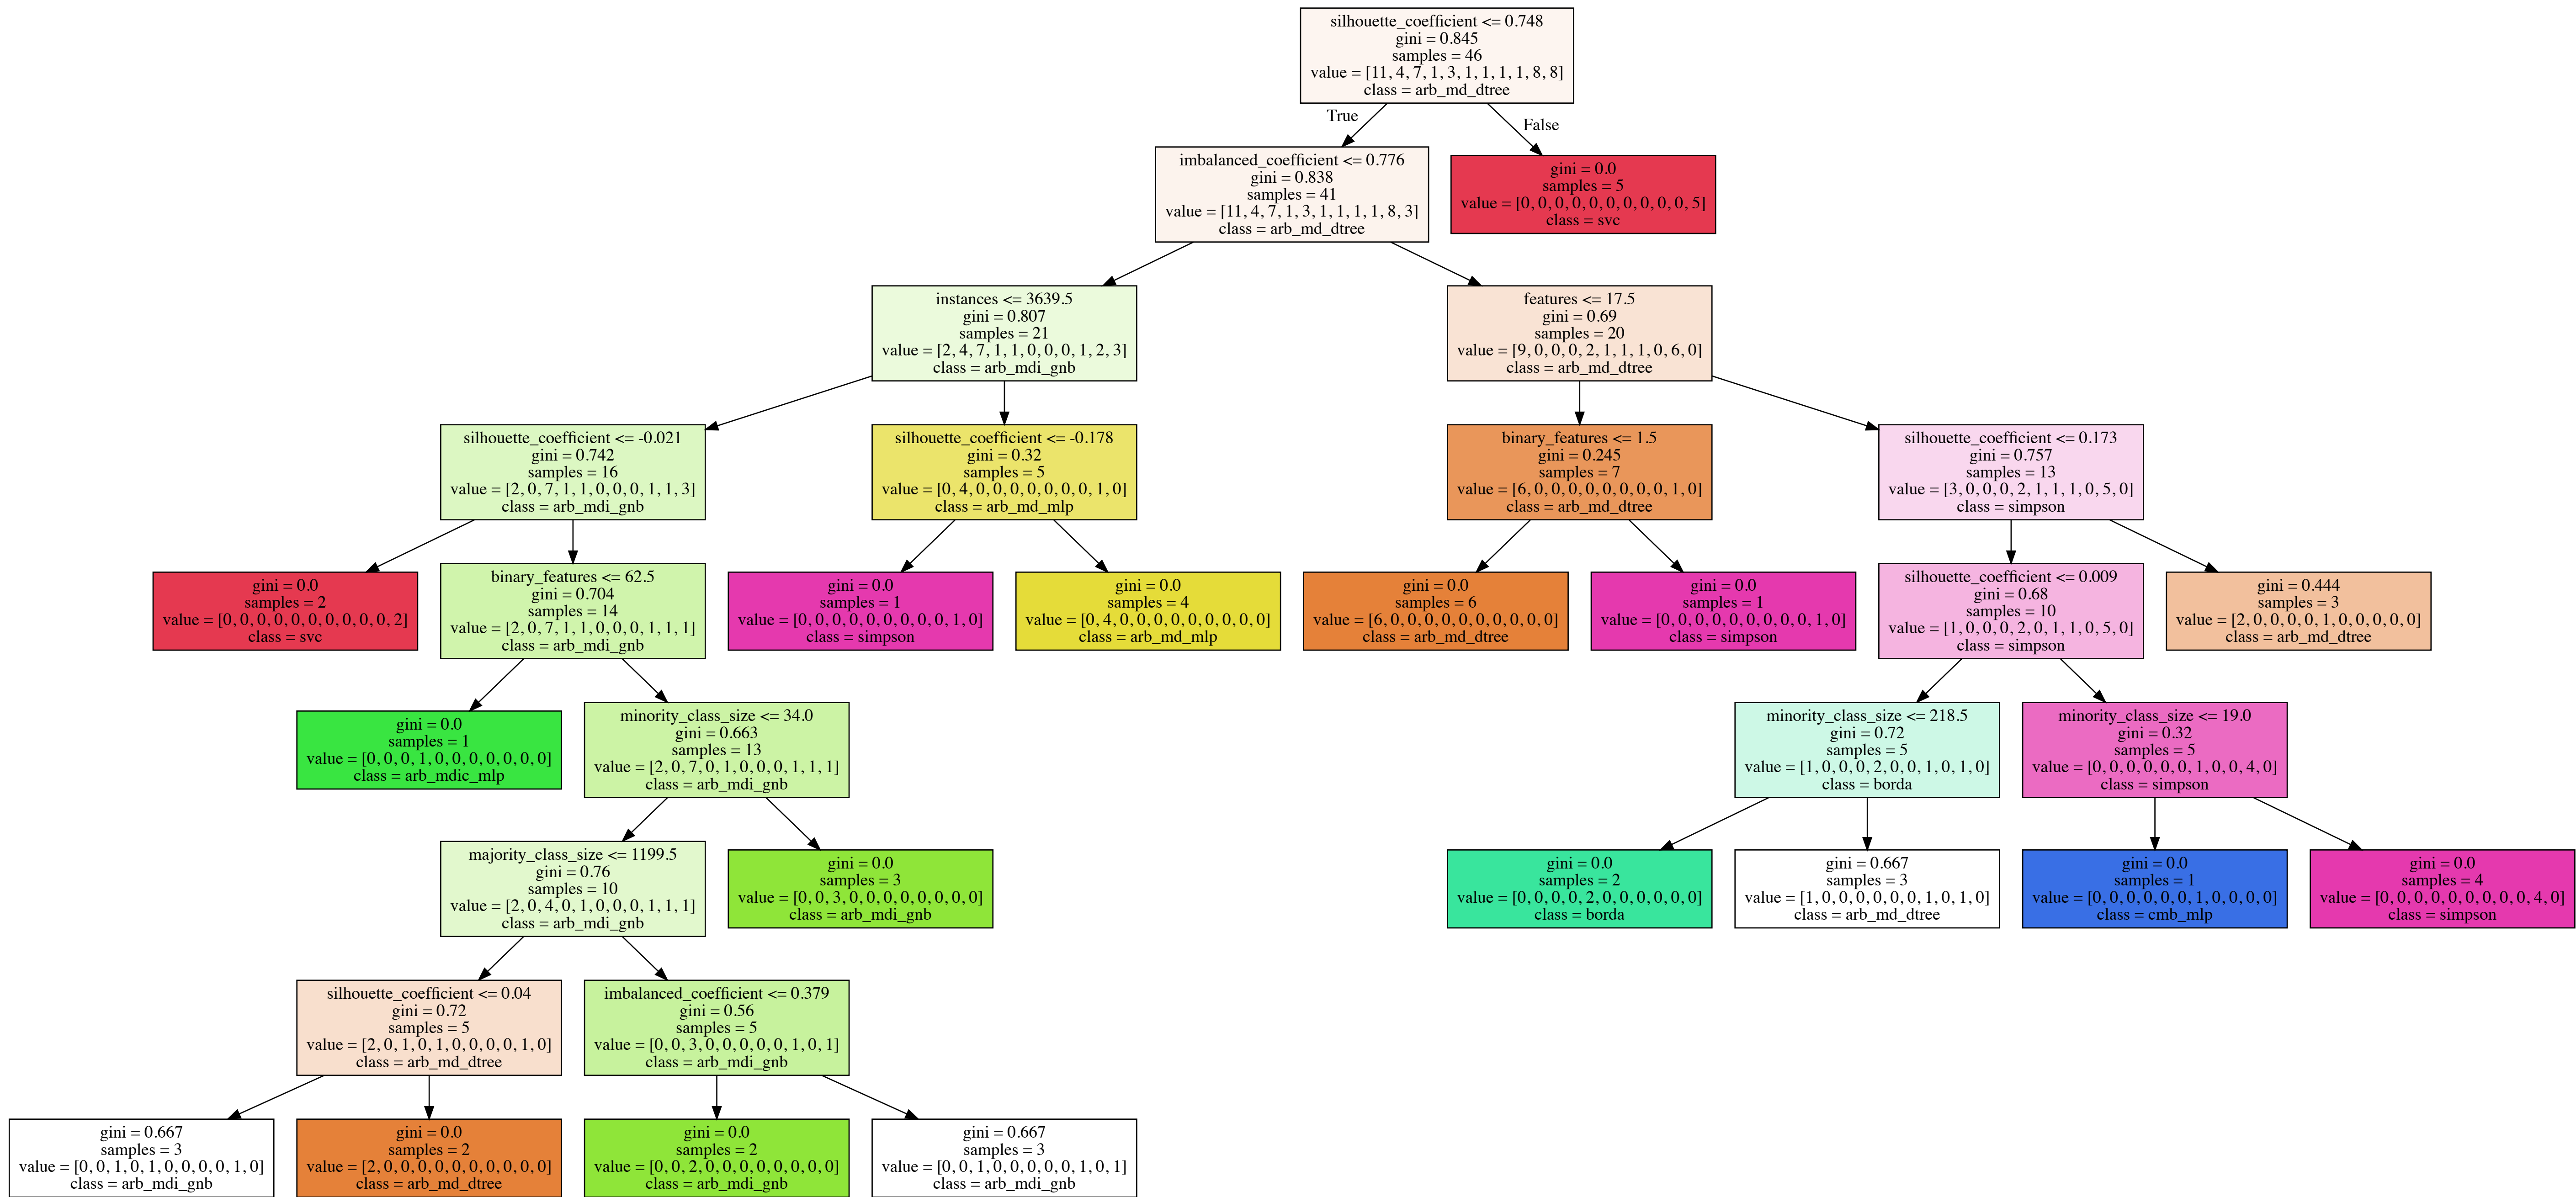 silhouette_coefficient <= 0.748
gini = 0.845
samples = 46
value = [11, 4, 7, 1, 3, 1, 1, 1, 1, 8, 8]
class = arb_md_dtree
True
False
imbalanced_coefficient <= 0.776
gini = 0.838
samples = 41
value = [11, 4, 7, 1, 3, 1, 1, 1, 1, 8, 3]
class = arb_md_dtree
gini = 0.0
samples = 5
value = [0, 0, 0, 0, 0, 0, 0, 0, 0, 0, 5]
class = svc
instances <= 3639.5
gini = 0.807
samples = 21
value = [2, 4, 7, 1, 1, 0, 0, 0, 1, 2, 3]
class = arb_mdi_gnb
features <= 17.5
gini = 0.69
samples = 20
value = [9, 0, 0, 0, 2, 1, 1, 1, 0, 6, 0]
class = arb_md_dtree
silhouette_coefficient <= -0.021
gini = 0.742
samples = 16
value = [2, 0, 7, 1, 1, 0, 0, 0, 1, 1, 3]
class = arb_mdi_gnb
silhouette_coefficient <= -0.178
gini = 0.32
samples = 5
value = [0, 4, 0, 0, 0, 0, 0, 0, 0, 1, 0]
class = arb_md_mlp
binary_features <= 1.5
gini = 0.245
samples = 7
value = [6, 0, 0, 0, 0, 0, 0, 0, 0, 1, 0]
class = arb_md_dtree
silhouette_coefficient <= 0.173
gini = 0.757
samples = 13
value = [3, 0, 0, 0, 2, 1, 1, 1, 0, 5, 0]
class = simpson
gini = 0.0
samples = 2
value = [0, 0, 0, 0, 0, 0, 0, 0, 0, 0, 2]
class = svc
binary_features <= 62.5
gini = 0.704
samples = 14
value = [2, 0, 7, 1, 1, 0, 0, 0, 1, 1, 1]
class = arb_mdi_gnb
gini = 0.0
samples = 1
value = [0, 0, 0, 0, 0, 0, 0, 0, 0, 1, 0]
class = simpson
gini = 0.0
samples = 4
value = [0, 4, 0, 0, 0, 0, 0, 0, 0, 0, 0]
class = arb_md_mlp
gini = 0.0
samples = 6
value = [6, 0, 0, 0, 0, 0, 0, 0, 0, 0, 0]
class = arb_md_dtree
gini = 0.0
samples = 1
value = [0, 0, 0, 0, 0, 0, 0, 0, 0, 1, 0]
class = simpson
silhouette_coefficient <= 0.009
gini = 0.68
samples = 10
value = [1, 0, 0, 0, 2, 0, 1, 1, 0, 5, 0]
class = simpson
gini = 0.444
samples = 3
value = [2, 0, 0, 0, 0, 1, 0, 0, 0, 0, 0]
class = arb_md_dtree
gini = 0.0
samples = 1
value = [0, 0, 0, 1, 0, 0, 0, 0, 0, 0, 0]
class = arb_mdic_mlp
minority_class_size <= 34.0
gini = 0.663
samples = 13
value = [2, 0, 7, 0, 1, 0, 0, 0, 1, 1, 1]
class = arb_mdi_gnb
minority_class_size <= 218.5
gini = 0.72
samples = 5
value = [1, 0, 0, 0, 2, 0, 0, 1, 0, 1, 0]
class = borda
minority_class_size <= 19.0
gini = 0.32
samples = 5
value = [0, 0, 0, 0, 0, 0, 1, 0, 0, 4, 0]
class = simpson
majority_class_size <= 1199.5
gini = 0.76
samples = 10
value = [2, 0, 4, 0, 1, 0, 0, 0, 1, 1, 1]
class = arb_mdi_gnb
gini = 0.0
samples = 3
value = [0, 0, 3, 0, 0, 0, 0, 0, 0, 0, 0]
class = arb_mdi_gnb
gini = 0.0
samples = 2
value = [0, 0, 0, 0, 2, 0, 0, 0, 0, 0, 0]
class = borda
gini = 0.667
samples = 3
value = [1, 0, 0, 0, 0, 0, 0, 1, 0, 1, 0]
class = arb_md_dtree
gini = 0.0
samples = 1
value = [0, 0, 0, 0, 0, 0, 1, 0, 0, 0, 0]
class = cmb_mlp
gini = 0.0
samples = 4
value = [0, 0, 0, 0, 0, 0, 0, 0, 0, 4, 0]
class = simpson
silhouette_coefficient <= 0.04
gini = 0.72
samples = 5
value = [2, 0, 1, 0, 1, 0, 0, 0, 0, 1, 0]
class = arb_md_dtree
imbalanced_coefficient <= 0.379
gini = 0.56
samples = 5
value = [0, 0, 3, 0, 0, 0, 0, 0, 1, 0, 1]
class = arb_mdi_gnb
gini = 0.667
samples = 3
value = [0, 0, 1, 0, 1, 0, 0, 0, 0, 1, 0]
class = arb_mdi_gnb
gini = 0.0
samples = 2
value = [2, 0, 0, 0, 0, 0, 0, 0, 0, 0, 0]
class = arb_md_dtree
gini = 0.0
samples = 2
value = [0, 0, 2, 0, 0, 0, 0, 0, 0, 0, 0]
class = arb_mdi_gnb
gini = 0.667
samples = 3
value = [0, 0, 1, 0, 0, 0, 0, 0, 1, 0, 1]
class = arb_mdi_gnb